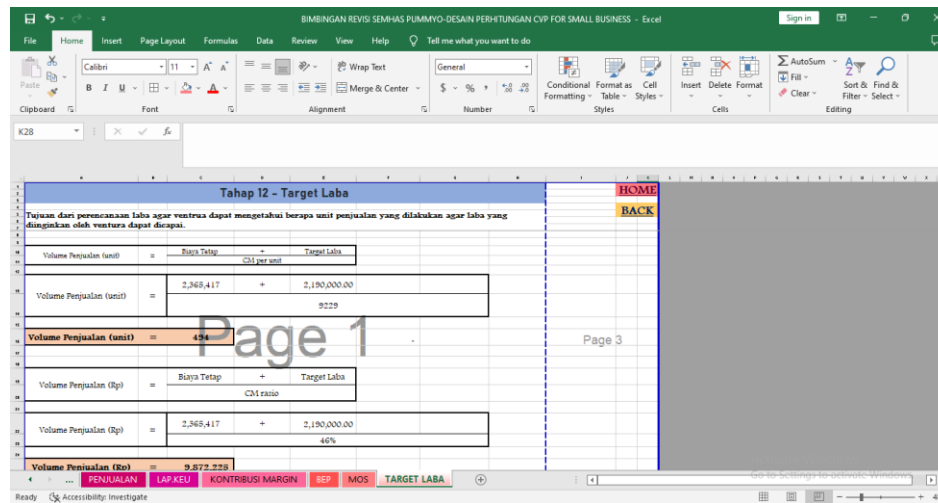 BIMBINGAN REVISI SEMHAS PUMMYO-DESAIN PERHITUNGAN CVP FOR SMALL BUSINESS - Excel
Sign in
File Home Insert Page Layout Formulas Data Review View Help Tell me what you want to do
Paste
Calibri 11 A A
B I U A
Wrap Text
Merge & Center
General
$ % ,
Conditional Formatting
Format as Table
Cell Styles
Insert Delete Format
AutoSum
Fill
Clear
Sort & Filter
Find & Select
Clipboard Font Alignment Number Styles Cells Editing
K28 fx
Tahap 12 - Target Laba
HOME
BACK
Tujuan dari perencanaan laba agar ventrua dapat mengetahui berapa unit penjualan yang dilakukan agar laba yang
diinginkan oleh ventura dapat dicapai.
Volume Penjualan (unit) = Biaya Tetap + Target Laba
CM per unit
Volume Penjualan (unit) = 2,365,417 + 2,190,000.00
9229
Volume Penjualan (unit) = 494
Page 1
Page 3
Volume Penjualan (Rp) = Biaya Tetap + Target Laba
CM rasio
Volume Penjualan (Rp) = 2,365,417 + 2,190,000.00
46%
Volume Penjualan (Rp) = 9,872,225
... PENJUALAN LAP.KEU KONTRIBUSI MARGIN BEP MOS TARGET LABA
Go to Settings to activate Windows.
Ready Accessibility: Investigate